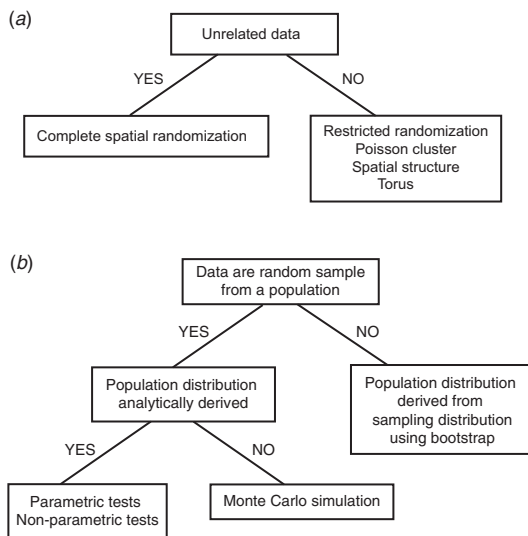 (a)
Unrelated data
YES
NO
Complete spatial randomization
Restricted randomization
Poisson cluster
Spatial structure
Torus
(b)
Data are random sample
from a population
YES
NO
Population distribution
analytically derived
Population distribution
derived from
sampling distribution
using bootstrap
YES
NO
Parametric tests
Non-parametric tests
Monte Carlo simulation